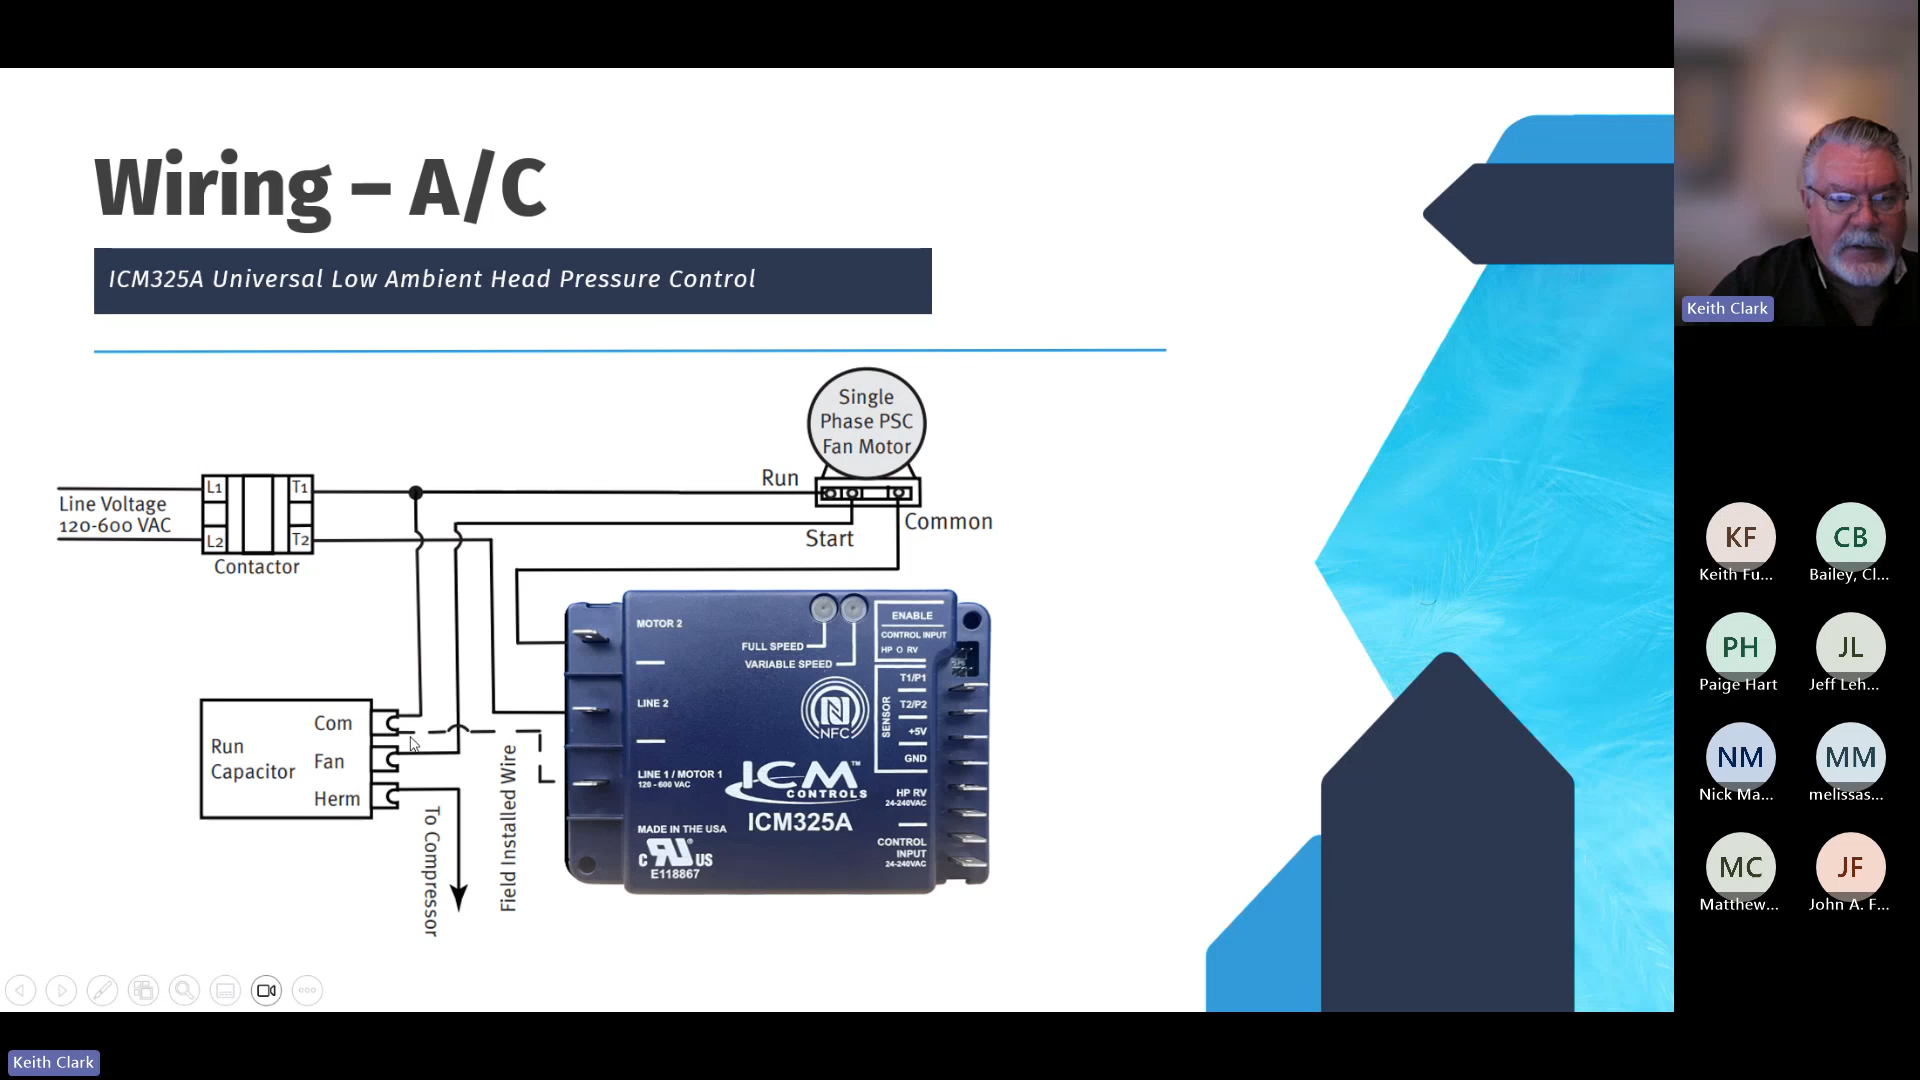 Wiring – A/C
ICM325A Universal Low Ambient Head Pressure Control
Single
Phase PSC
Fan Motor
Run
Start
Common
Line Voltage
120-600 VAC
L1
T1
L2
T2
Contactor
Run
Capacitor
Com
Fan
Herm
To Compressor
Field Installed Wire
MOTOR 2
LINE 2
LINE 1 / MOTOR 1
120 - 600 VAC
MADE IN THE USA
C RU® US
E118867
FULL SPEED
VARIABLE SPEED
N
NFC
ICM™
CONTROLS
ICM325A
ENABLE
CONTROL INPUT
HP O RV
SENSOR
T1/P1
T2/P2
+5V
GND
HP RV
24-240VAC
CONTROL
INPUT
24-240VAC
Keith Clark
KF
Keith Fu...
CB
Bailey, Cl...
PH
Paige Hart
JL
Jeff Leh...
NM
Nick Ma...
MM
melissas...
MC
Matthew...
JF
John A. F...
Keith Clark